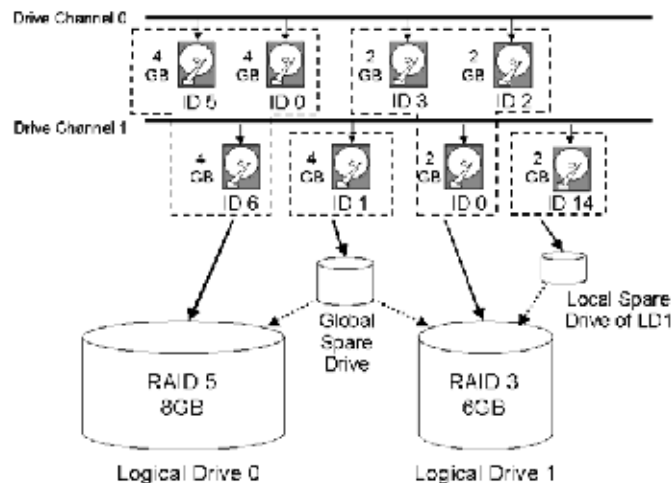 Drive Channel 0
4 GB
4 GB
2 GB
2 GB
ID 5
ID 0
ID 3
ID 2
Drive Channel 1
4 GB
4 GB
2 GB
2 GB
ID 6
ID 1
ID 0
ID 14
Global
Spare
Drive
Local Spare
Drive of LD1
RAID 5
8GB
RAID 3
6GB
Logical Drive 0
Logical Drive 1